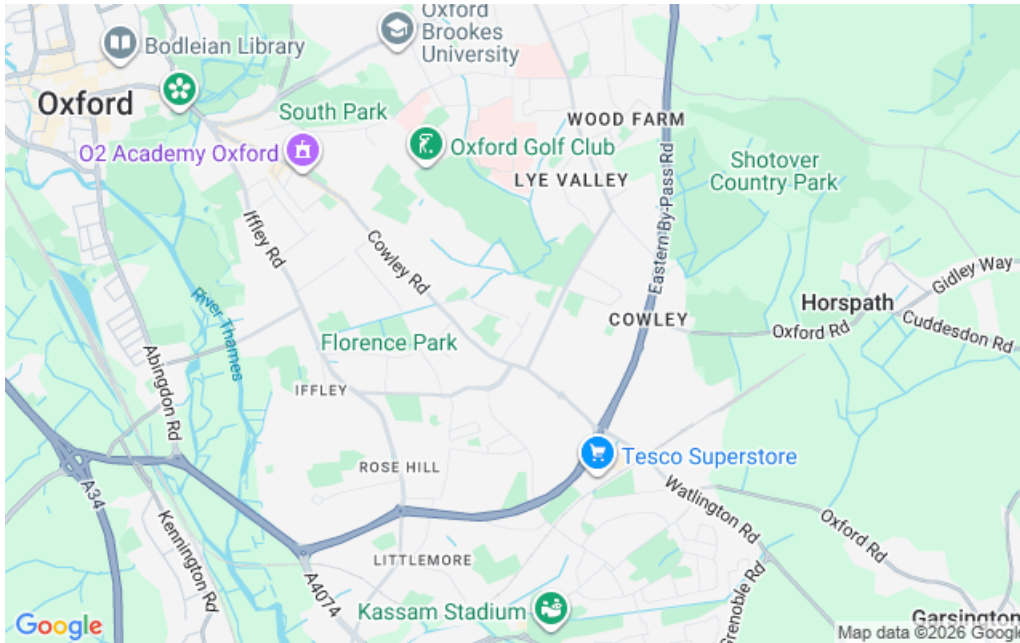 Oxford
Brookes
University
Bodleian Library
Oxford
South Park
WOOD FARM
O2 Academy Oxford
Oxford Golf Club
Shotover
Country Park
LYE VALLEY
Eastern By-Pass Rd
Iffley Rd
Cowley Rd
Gidley Way
River Thames
Horspath
COWLEY
Oxford Rd
Cuddesdon Rd
Florence Park
Abingdon Rd
IFFLEY
Tesco Superstore
ROSE HILL
A34
Watlington Rd
Kennington Rd
Oxford Rd
LITTLEMORE
A4074
Kassam Stadium
Grenoble Rd
Garsington
Google
Map data ©2026 Google